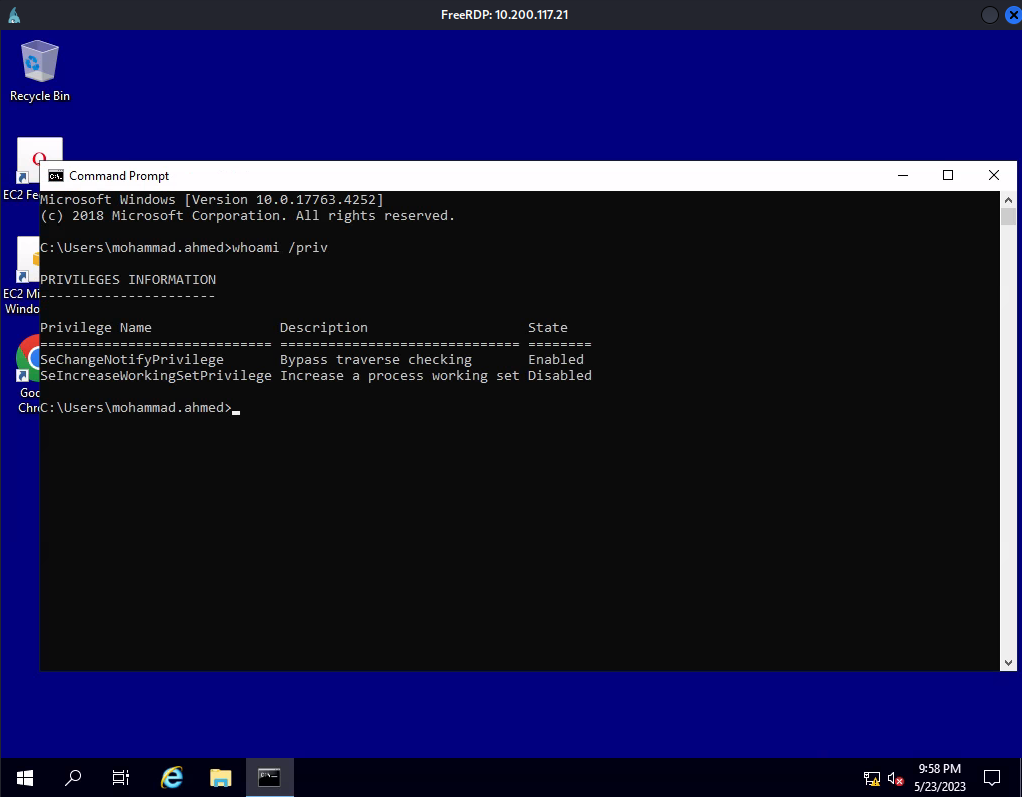 FreeRDP: 10.200.117.21
Recycle Bin
EC2 Fe
EC2 Mi
Windo
Goo
Chr
Command Prompt
Microsoft Windows [Version 10.0.17763.4252]
(c) 2018 Microsoft Corporation. All rights reserved.
C:\Users\mohammad.ahmed>whoami /priv
PRIVILEGES INFORMATION
----------------------
Privilege Name Description State
============================= ============================== ========
SeChangeNotifyPrivilege Bypass traverse checking Enabled
SeIncreaseWorkingSetPrivilege Increase a process working set Disabled
C:\Users\mohammad.ahmed>
9:58 PM
5/23/2023